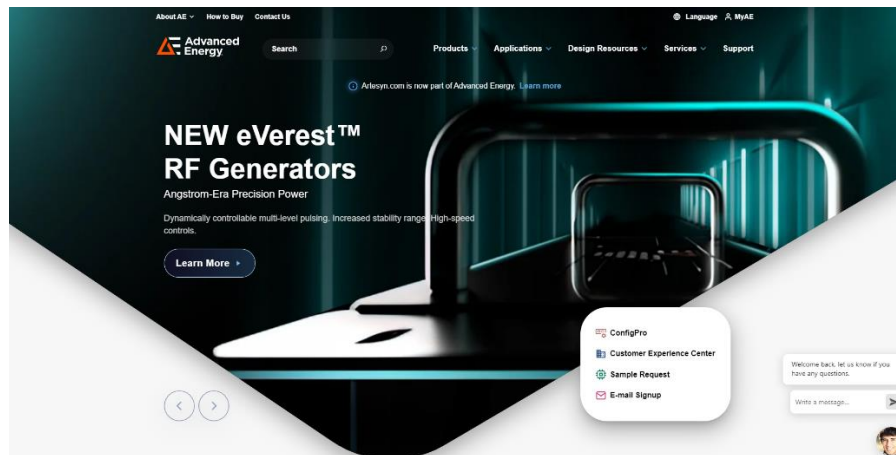 About AE How to Buy Contact Us
Language MyAE
Advanced
Energy
Search
Products Applications Design Resources Services Support
Artesyn.com is now part of Advanced Energy. Learn more
NEW eVerest™
RF Generators
Angstrom-Era Precision Power
Dynamically controllable multi-level pulsing. Increased stability range. High-speed
controls.
Learn More
ConfigPro
Customer Experience Center
Sample Request
E-mail Signup
Welcome back, let us know if you
have any questions.
Write a message...